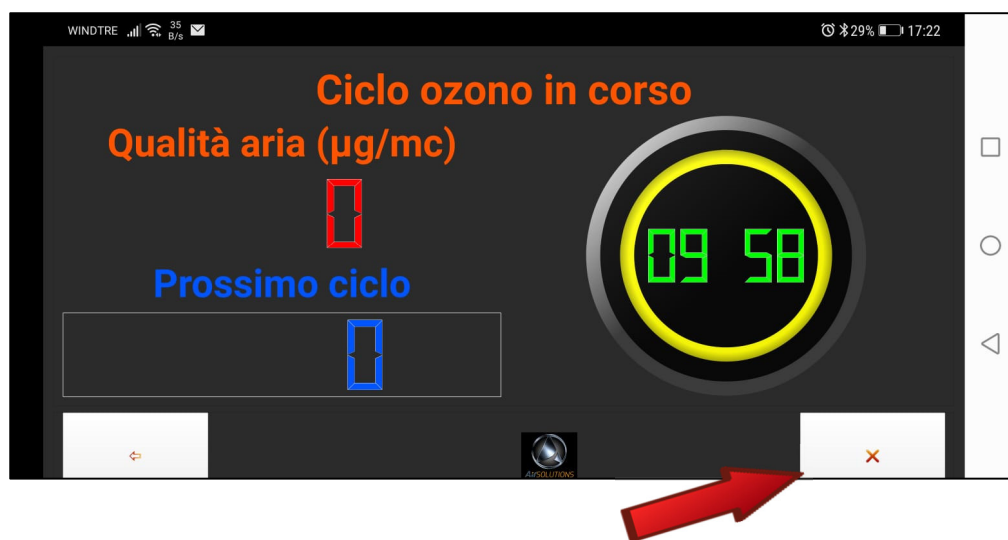 WINDTRE 35 B/s 29% 17:22
Ciclo ozono in corso
Qualità aria (µg/mc)
0
09 58
Prossimo ciclo
0
AIRSOLUTIONS